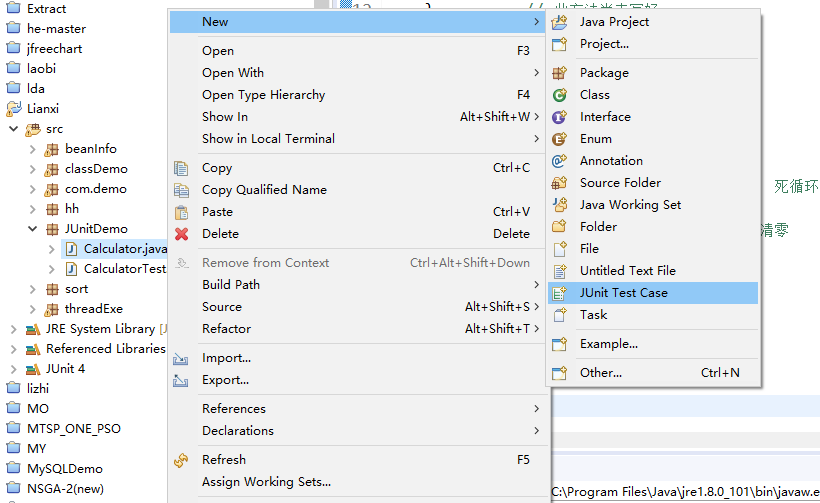 Extract
he-master
jfreechart
laobi
lda
Lianxi
src
beanInfo
classDemo
com.demo
hh
JUnitDemo
Calculator.java
CalculatorTest
sort
threadExe
JRE System Library [J
Referenced Libraries
JUnit 4
lizhi
MO
MTSP_ONE_PSO
MY
MySQLDemo
NSGA-2(new)
New
Open F3
Open With
Open Type Hierarchy F4
Show In Alt+Shift+W
Show in Local Terminal
Copy Ctrl+C
Copy Qualified Name
Paste Ctrl+V
Delete Delete
Remove from Context Ctrl+Alt+Shift+Down
Build Path
Source Alt+Shift+S
Refactor Alt+Shift+T
Import...
Export...
References
Declarations
Refresh F5
Assign Working Sets...
Java Project
Project...
Package
Class
Interface
Enum
Annotation
Source Folder
Java Working Set
Folder
File
Untitled Text File
JUnit Test Case
Task
Example...
Other... Ctrl+N
死循环
清零
C:\Program Files\Java\jre1.8.0_101\bin\javaw.e